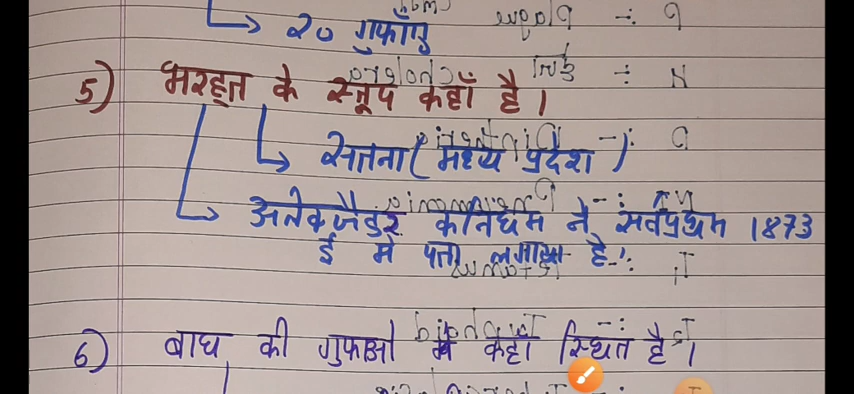 → २० गुफाँए
5) भरहूत के स्तूप कहाँ है।
→ सतना (मध्य प्रदेश)
→ अलेक्जैडर कनिंघम ने सर्वप्रथम 1873
ई में पता लगाया है।
6) बाघ की गुफाओ में कहाँ स्थित है।